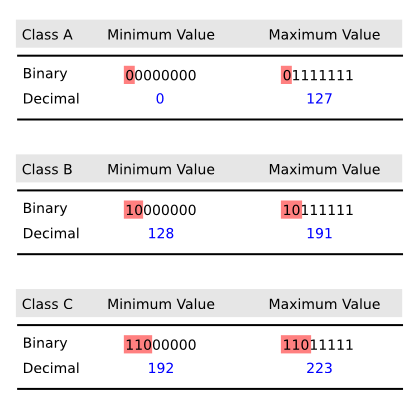 Class A Minimum Value Maximum Value
Binary 00000000 01111111
Decimal 0 127
Class B Minimum Value Maximum Value
Binary 10000000 10111111
Decimal 128 191
Class C Minimum Value Maximum Value
Binary 11000000 11011111
Decimal 192 223